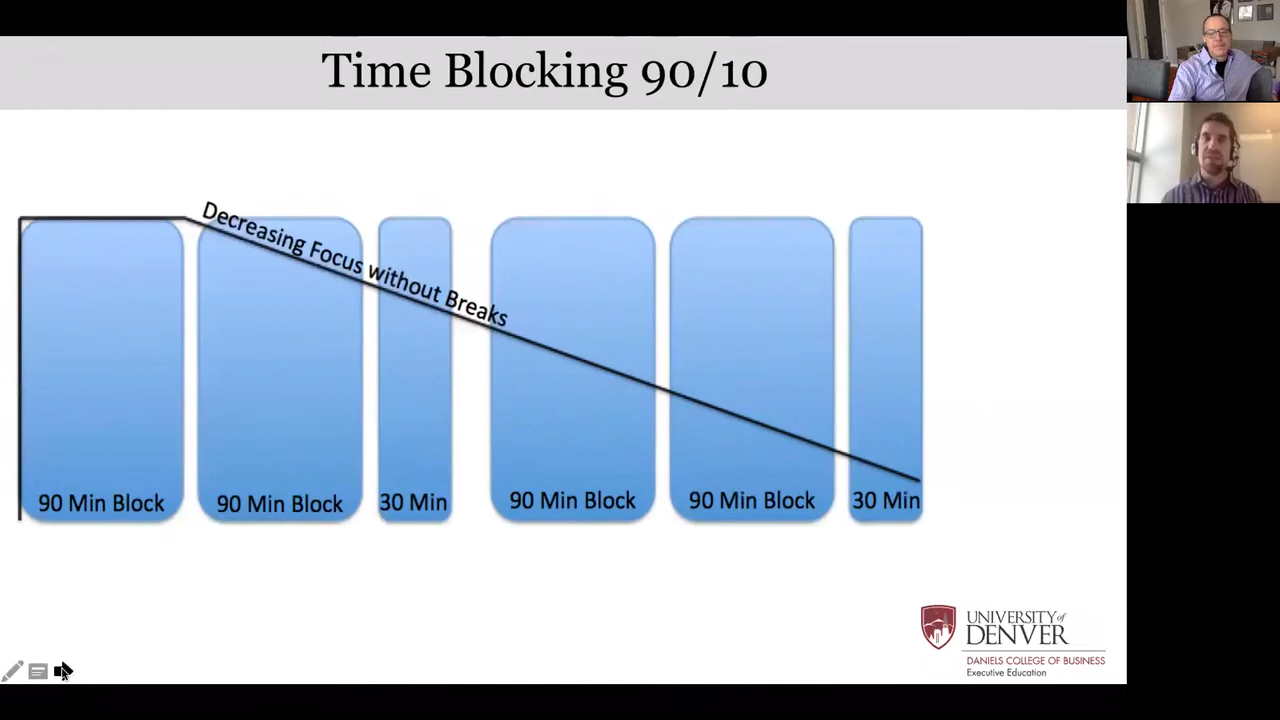 Time Blocking 90/10
Decreasing Focus without Breaks
90 Min Block
90 Min Block
30 Min
90 Min Block
90 Min Block
30 Min
UNIVERSITY of
DENVER
DANIELS COLLEGE OF BUSINESS
Executive Education